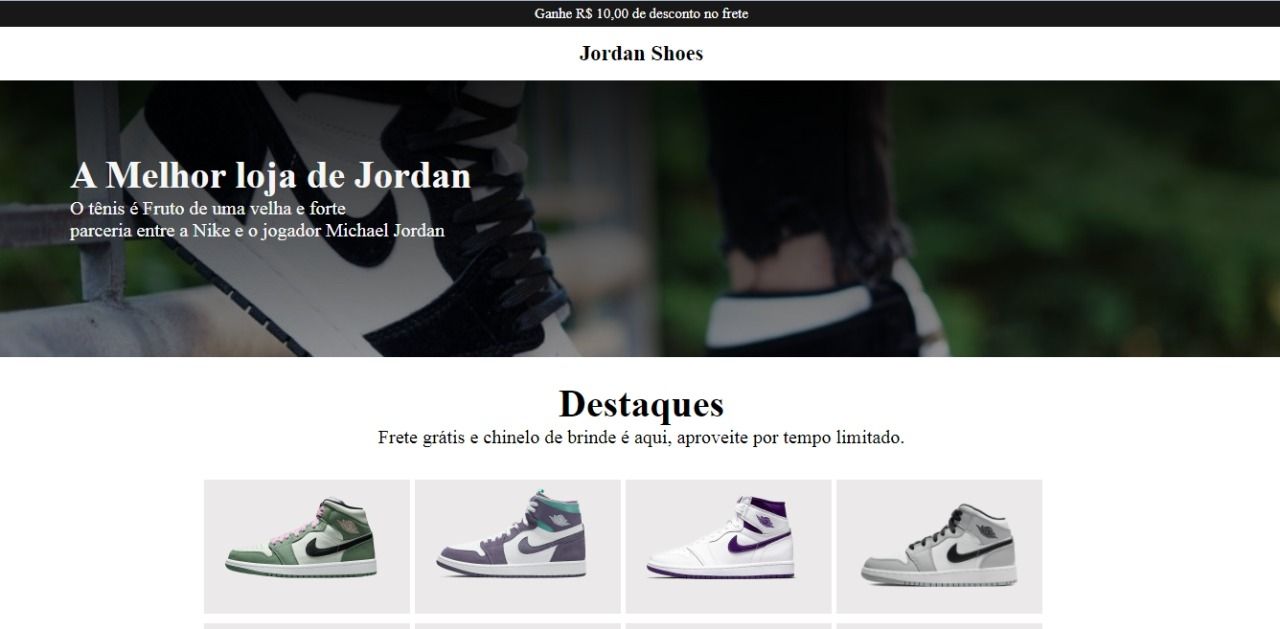 Ganhe R$ 10,00 de desconto no frete
Jordan Shoes
A Melhor loja de Jordan
O tênis é Fruto de uma velha e forte
parceria entre a Nike e o jogador Michael Jordan
Destaques
Frete grátis e chinelo de brinde é aqui, aproveite por tempo limitado.